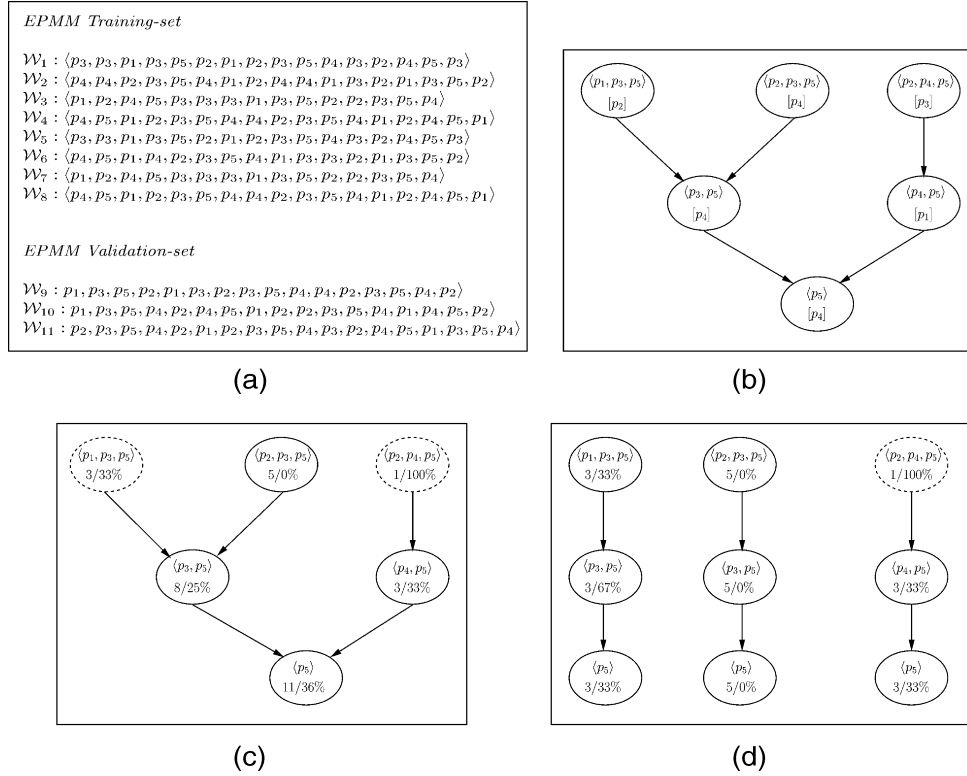 EPMM Training-set
𝒲₁ : ⟨p₃, p₃, p₁, p₃, p₅, p₂, p₁, p₂, p₃, p₅, p₄, p₃, p₂, p₄, p₅, p₃⟩
𝒲₂ : ⟨p₄, p₄, p₂, p₃, p₅, p₄, p₁, p₂, p₄, p₄, p₁, p₃, p₂, p₁, p₃, p₅, p₂⟩
𝒲₃ : ⟨p₁, p₂, p₄, p₅, p₃, p₃, p₃, p₁, p₃, p₅, p₂, p₂, p₃, p₅, p₄⟩
𝒲₄ : ⟨p₄, p₅, p₁, p₂, p₃, p₅, p₄, p₄, p₂, p₃, p₅, p₄, p₁, p₂, p₄, p₅, p₁⟩
𝒲₅ : ⟨p₃, p₃, p₁, p₃, p₅, p₂, p₁, p₂, p₃, p₅, p₄, p₃, p₂, p₄, p₅, p₃⟩
𝒲₆ : ⟨p₄, p₅, p₁, p₄, p₂, p₃, p₅, p₄, p₁, p₃, p₃, p₂, p₁, p₃, p₅, p₂⟩
𝒲₇ : ⟨p₁, p₂, p₄, p₅, p₃, p₃, p₃, p₁, p₃, p₅, p₂, p₂, p₃, p₅, p₄⟩
𝒲₈ : ⟨p₄, p₅, p₁, p₂, p₃, p₅, p₄, p₄, p₂, p₃, p₅, p₄, p₁, p₂, p₄, p₅, p₁⟩
EPMM Validation-set
𝒲₉ : p₁, p₃, p₅, p₂, p₁, p₃, p₂, p₃, p₅, p₄, p₄, p₂, p₃, p₅, p₄, p₂⟩
𝒲₁₀ : p₁, p₃, p₅, p₄, p₂, p₄, p₅, p₁, p₂, p₂, p₃, p₅, p₄, p₁, p₄, p₅, p₂⟩
𝒲₁₁ : p₂, p₃, p₅, p₄, p₂, p₁, p₂, p₃, p₅, p₄, p₃, p₂, p₄, p₅, p₁, p₃, p₅, p₄⟩
(a)
⟨p₁, p₃, p₅⟩
[p₂]
⟨p₂, p₃, p₅⟩
[p₄]
⟨p₂, p₄, p₅⟩
[p₃]
⟨p₃, p₅⟩
[p₄]
⟨p₄, p₅⟩
[p₁]
⟨p₅⟩
[p₄]
(b)
⟨p₁, p₃, p₅⟩
3/33%
⟨p₂, p₃, p₅⟩
5/0%
⟨p₂, p₄, p₅⟩
1/100%
⟨p₃, p₅⟩
8/25%
⟨p₄, p₅⟩
3/33%
⟨p₅⟩
11/36%
(c)
⟨p₁, p₃, p₅⟩
3/33%
⟨p₂, p₃, p₅⟩
5/0%
⟨p₂, p₄, p₅⟩
1/100%
⟨p₃, p₅⟩
3/67%
⟨p₃, p₅⟩
5/0%
⟨p₄, p₅⟩
3/33%
⟨p₅⟩
3/33%
⟨p₅⟩
5/0%
⟨p₅⟩
3/33%
(d)